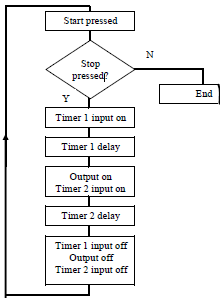 Start pressed
Stop
pressed?
N
End
Y
Timer 1 input on
Timer 1 delay
Output on
Timer 2 input on
Timer 2 delay
Timer 1 input off
Output off
Timer 2 input off